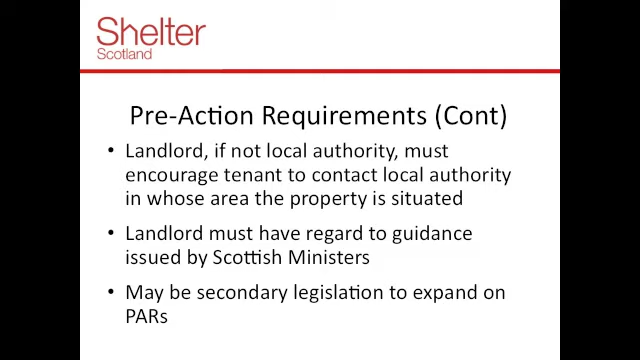 Shelter
Scotland
Pre-Action Requirements (Cont)
• Landlord, if not local authority, must
encourage tenant to contact local authority
in whose area the property is situated
• Landlord must have regard to guidance
issued by Scottish Ministers
• May be secondary legislation to expand on
PARs